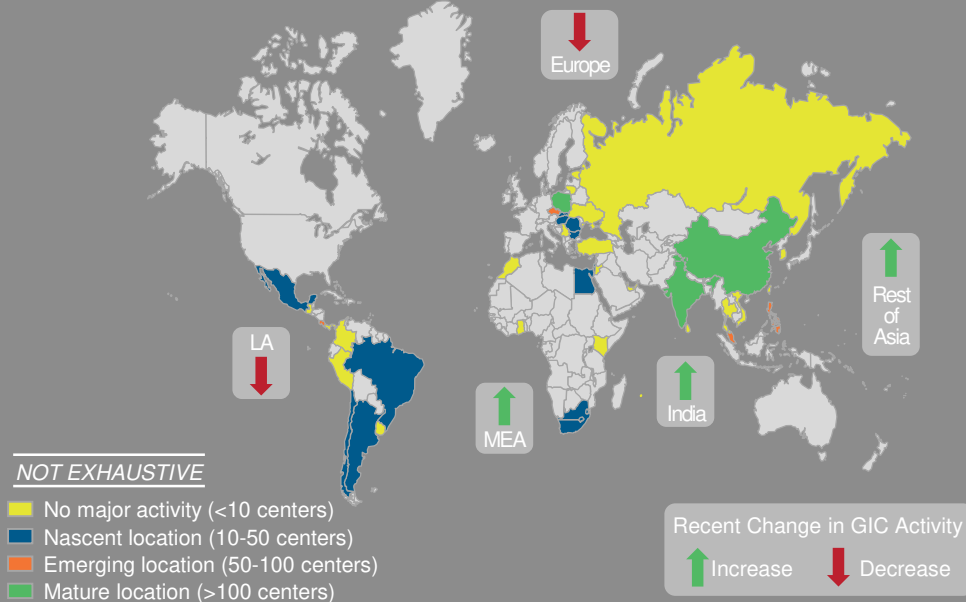 Europe
Rest
of
Asia
LA
India
MEA
NOT EXHAUSTIVE
No major activity (<10 centers)
Nascent location (10-50 centers)
Emerging location (50-100 centers)
Mature location (>100 centers)
Recent Change in GIC Activity
Increase
Decrease